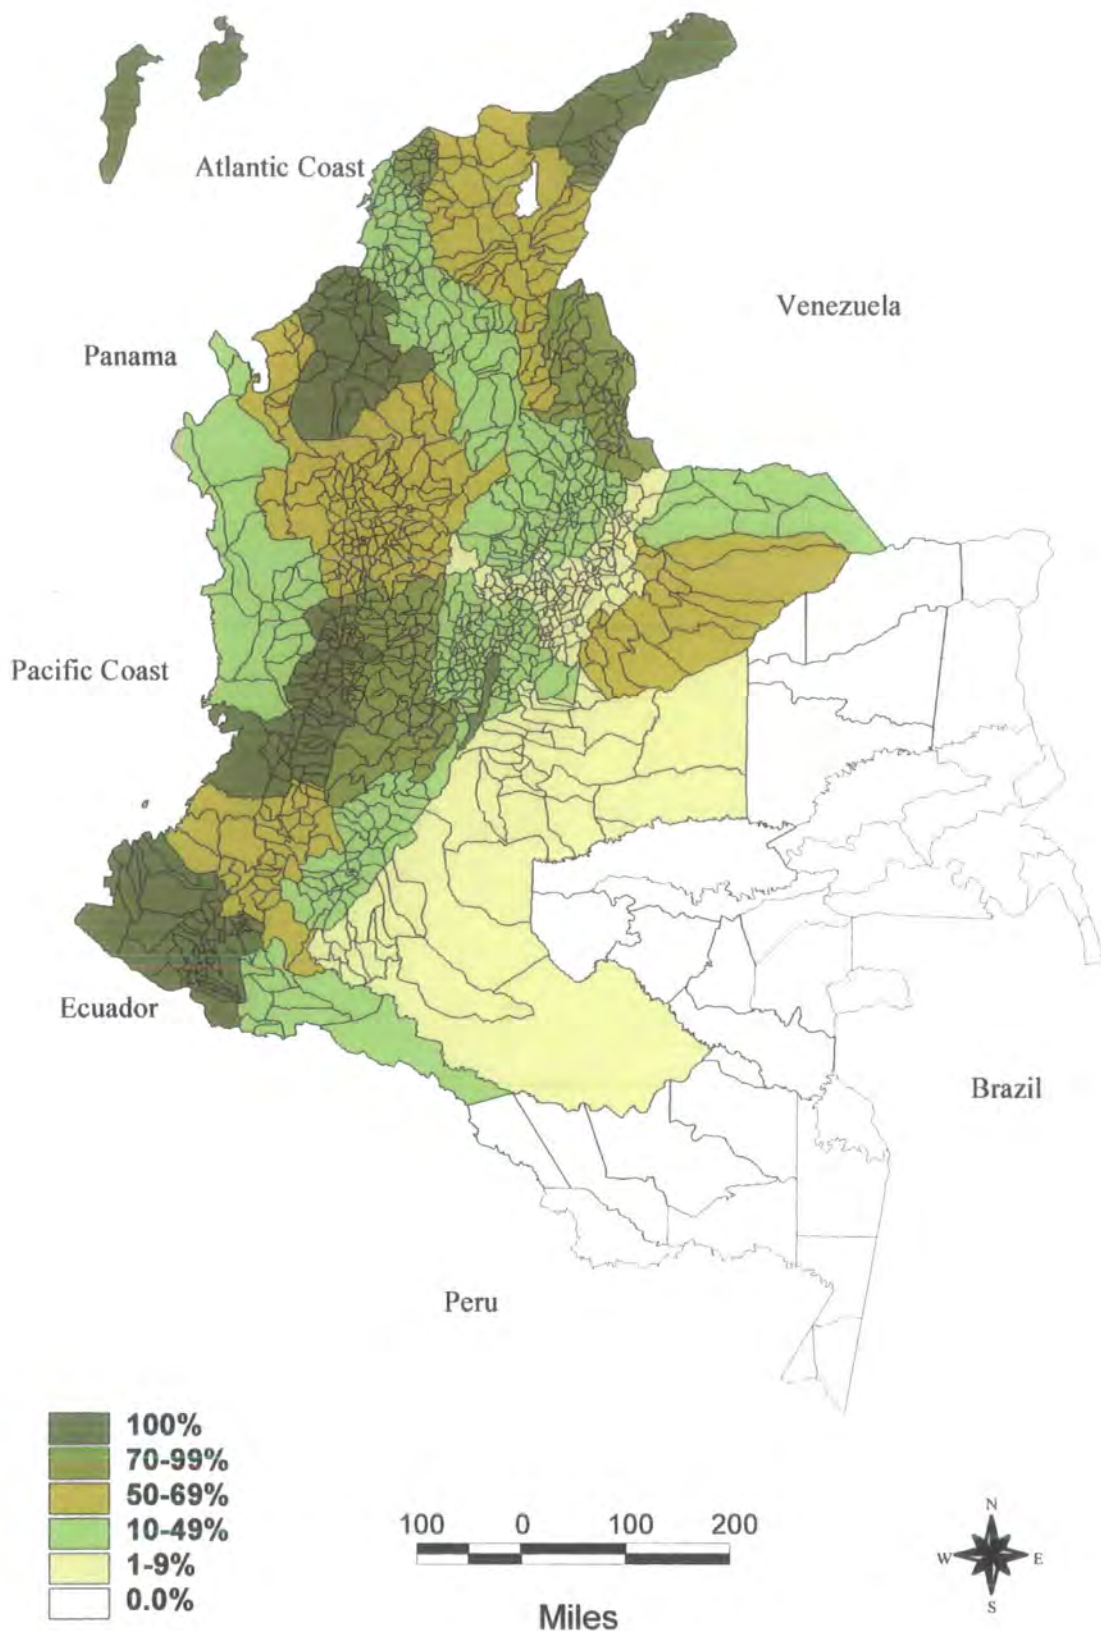 Atlantic Coast
Venezuela
Panama
Pacific Coast
Ecuador
Brazil
Peru
100%
70-99%
50-69%
10-49%
1-9%
0.0%
100 0 100 200
Miles
N
W E
S